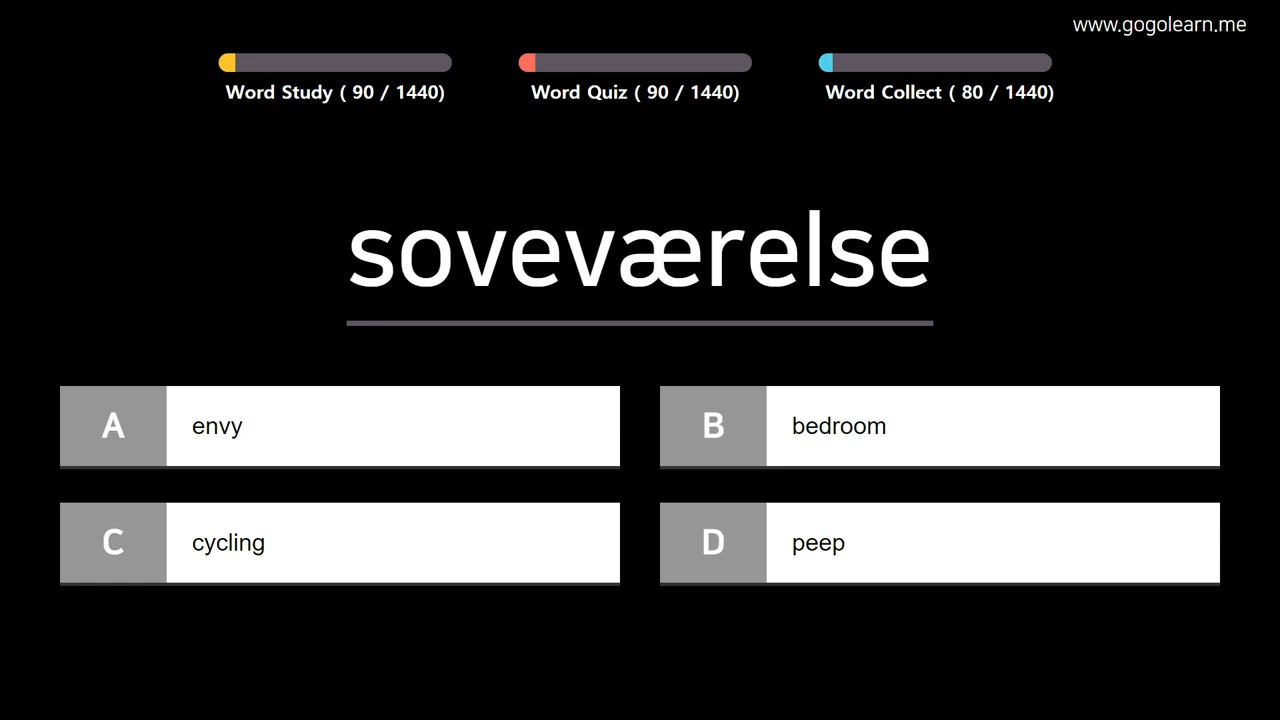 www.gogolearn.me
Word Study ( 90 / 1440)
Word Quiz ( 90 / 1440)
Word Collect ( 80 / 1440)
soveværelse
A
envy
B
bedroom
C
cycling
D
peep